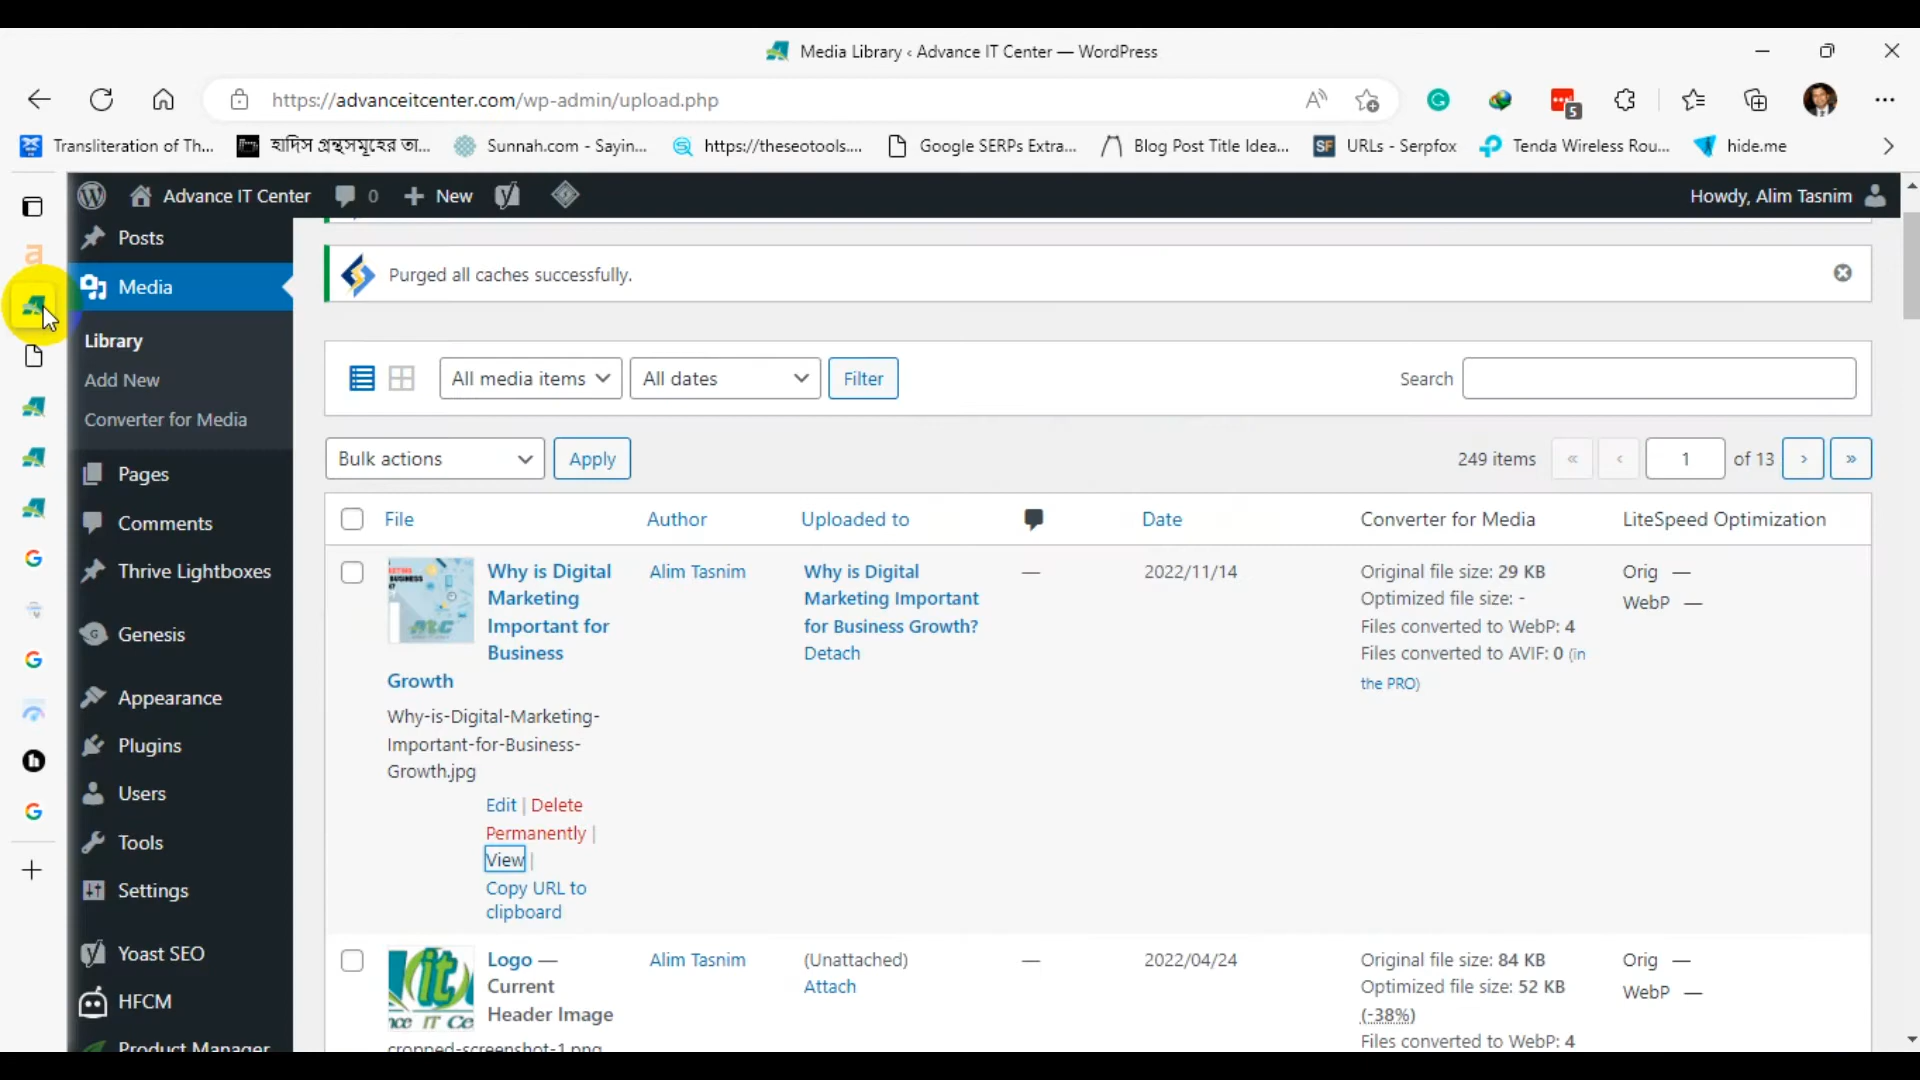 Media Library ‹ Advance IT Center — WordPress
https://advanceitcenter.com/wp-admin/upload.php
5
Transliteration of Th...
হাদিস গ্রন্থসমূহের তা...
Sunnah.com - Sayin...
https://theseotools....
Google SERPs Extra...
Blog Post Title Idea...
SF URLs - Serpfox
Tenda Wireless Rou...
hide.me
Advance IT Center
0
New
Howdy, Alim Tasnim
Posts
Media
Library
Add New
Converter for Media
Pages
Comments
Thrive Lightboxes
Genesis
Appearance
Plugins
Users
Tools
Settings
Yoast SEO
HFCM
Product Manager
Purged all caches successfully.
All media items
All dates
Filter
Search
Bulk actions
Apply
249 items
«
‹
1
of 13
›
»
File
Author
Uploaded to
Date
Converter for Media
LiteSpeed Optimization
Why is Digital
Marketing
Important for
Business
Growth
Why-is-Digital-Marketing-
Important-for-Business-
Growth.jpg
Edit | Delete
Permanently |
View |
Copy URL to
clipboard
Alim Tasnim
Why is Digital
Marketing Important
for Business Growth?
Detach
—
2022/11/14
Original file size: 29 KB
Optimized file size: -
Files converted to WebP: 4
Files converted to AVIF: 0 (in
the PRO)
Orig —
WebP —
Logo —
Current
Header Image
cropped-screenshot-1.png
Alim Tasnim
(Unattached)
Attach
—
2022/04/24
Original file size: 84 KB
Optimized file size: 52 KB
(-38%)
Files converted to WebP: 4
Orig —
WebP —